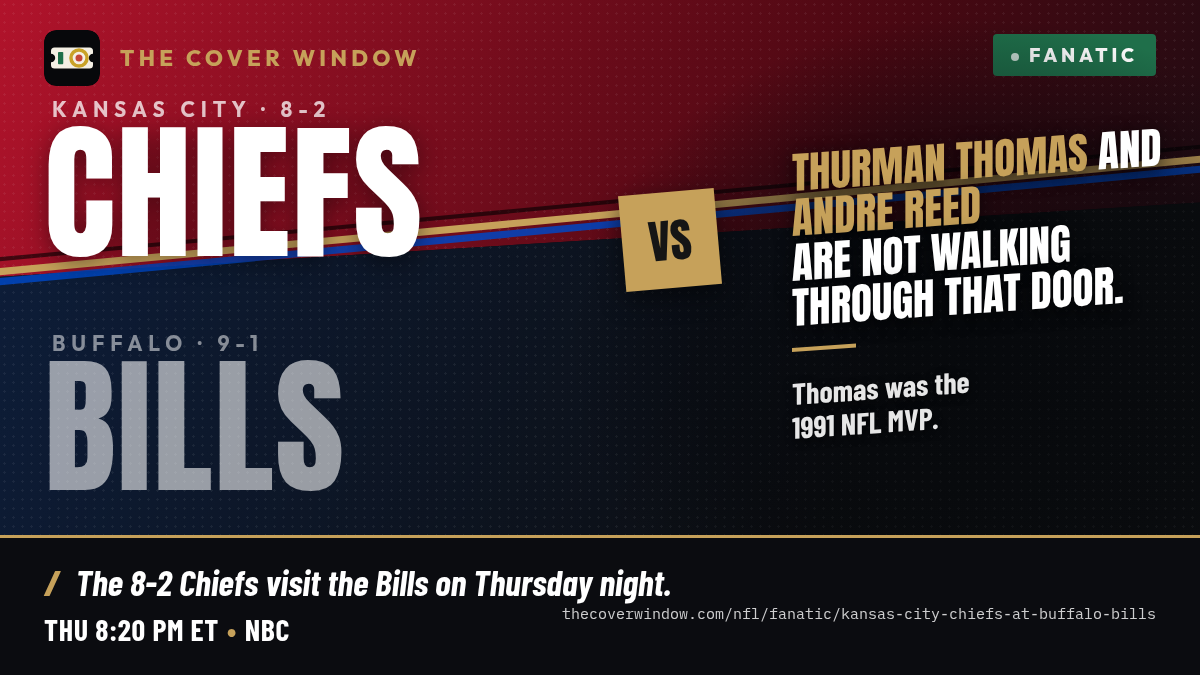 THE COVER WINDOW
FANATIC
KANSAS CITY · 8-2
CHIEFS
VS
BUFFALO · 9-1
BILLS
THURMAN THOMAS AND
ANDRE REED
ARE NOT WALKING
THROUGH THAT DOOR.
Thomas was the
1991 NFL MVP.
/ The 8-2 Chiefs visit the Bills on Thursday night.
THU 8:20 PM ET • NBC
thecoverwindow.com/nfl/fanatic/kansas-city-chiefs-at-buffalo-bills